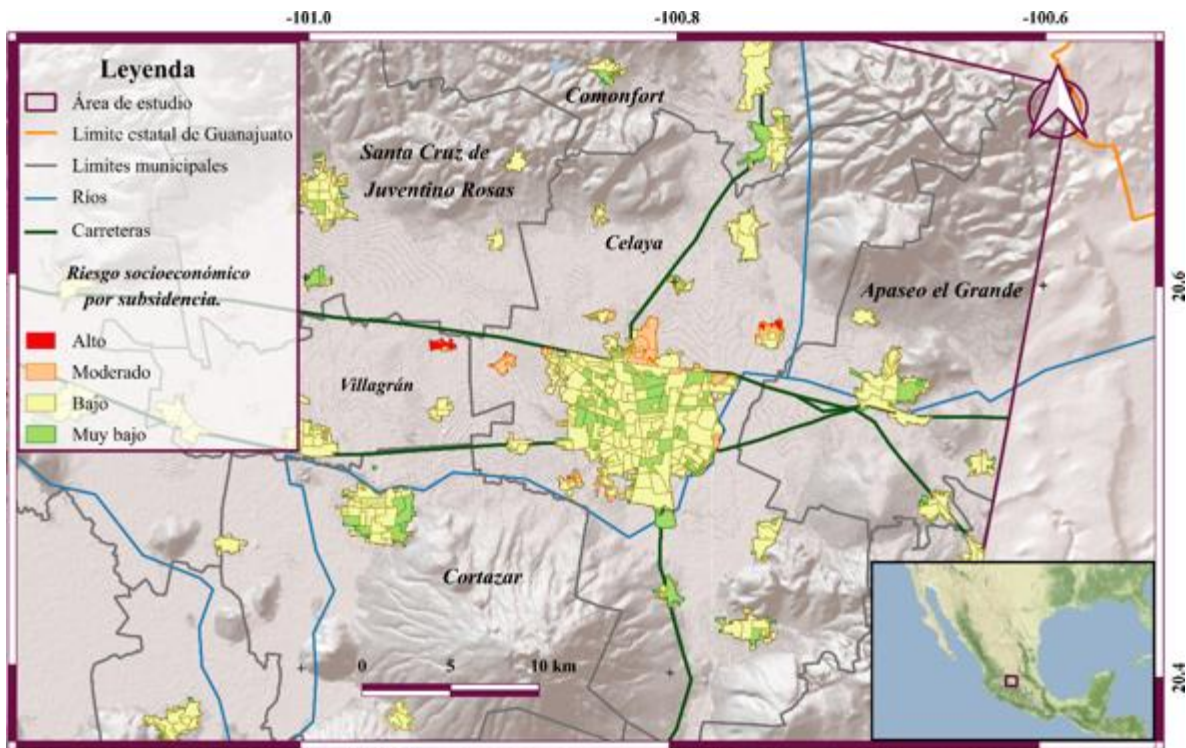 -101.0
-100.8
-100.6
Leyenda
Área de estudio
Limite estatal de Guanajuato
Limites municipales
Ríos
Carreteras
Riesgo socioeconómico
por subsidencia.
Alto
Moderado
Bajo
Muy bajo
Comonfort
Santa Cruz de
Juventino Rosas
Celaya
Apaseo el Grande
Villagrán
Cortazar
20.6
20.4
0
5
10 km